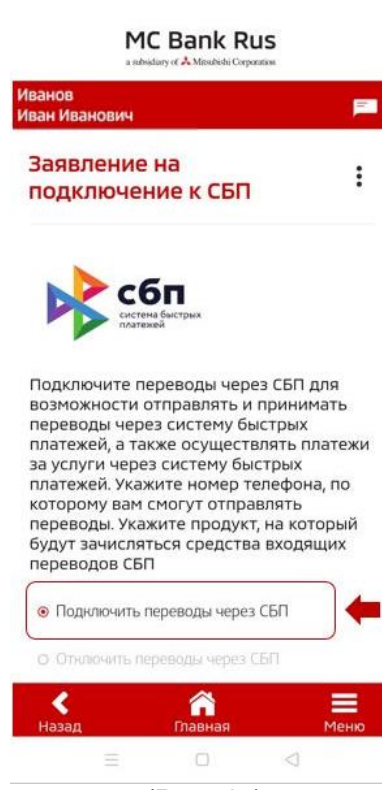 MC Bank Rus
a subsidiary of Mitsubishi Corporation
Иванов
Иван Иванович
Заявление на
подключение к СБП
сбп
система быстрых
платежей
Подключите переводы через СБП для
возможности отправлять и принимать
переводы через систему быстрых
платежей, а также осуществлять платежи
за услуги через систему быстрых
платежей. Укажите номер телефона, по
которому вам смогут отправлять
переводы. Укажите продукт, на который
будут зачисляться средства входящих
переводов СБП
Подключить переводы через СБП
Отключить переводы через СБП
Назад
Главная
Меню